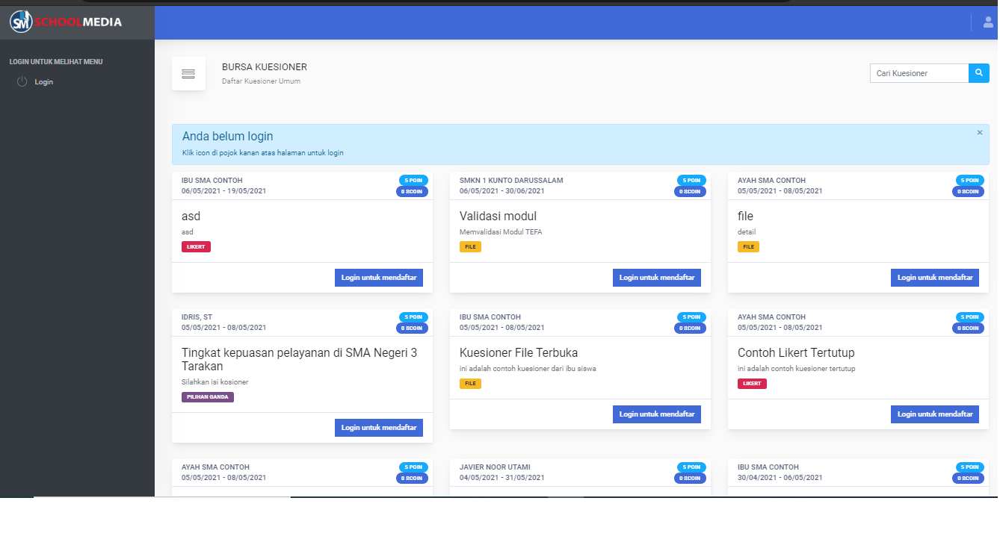 SM SCHOOLMEDIA
LOGIN UNTUK MELIHAT MENU
Login
BURSA KUESIONER
Daftar Kuesioner Umum
Cari Kuesioner
Anda belum login
×
Klik icon di pojok kanan atas halaman untuk login
IBU SMA CONTOH
5 POIN
06/05/2021 - 19/05/2021
0 SCOIN
asd
asd
LIKERT
Login untuk mendaftar
SMKN 1 KUNTO DARUSSALAM
5 POIN
06/05/2021 - 30/06/2021
0 SCOIN
Validasi modul
Memvalidasi Modul TEFA
FILE
Login untuk mendaftar
AYAH SMA CONTOH
5 POIN
05/05/2021 - 08/05/2021
0 SCOIN
file
detail
FILE
Login untuk mendaftar
IDRIS, ST
5 POIN
05/05/2021 - 08/05/2021
0 SCOIN
Tingkat kepuasan pelayanan di SMA Negeri 3
Tarakan
Silahkan isi kosioner
PILIHAN GANDA
Login untuk mendaftar
IBU SMA CONTOH
5 POIN
05/05/2021 - 08/05/2021
0 SCOIN
Kuesioner File Terbuka
ini adalah contoh kuesioner dari ibu siswa
FILE
Login untuk mendaftar
AYAH SMA CONTOH
5 POIN
05/05/2021 - 08/05/2021
0 SCOIN
Contoh Likert Tertutup
ini adalah contoh kuesioner tertutup
LIKERT
Login untuk mendaftar
AYAH SMA CONTOH
5 POIN
05/05/2021 - 08/05/2021
0 SCOIN
JAVIER NOOR UTAMI
5 POIN
04/05/2021 - 31/05/2021
0 SCOIN
IBU SMA CONTOH
5 POIN
30/04/2021 - 06/05/2021
0 SCOIN